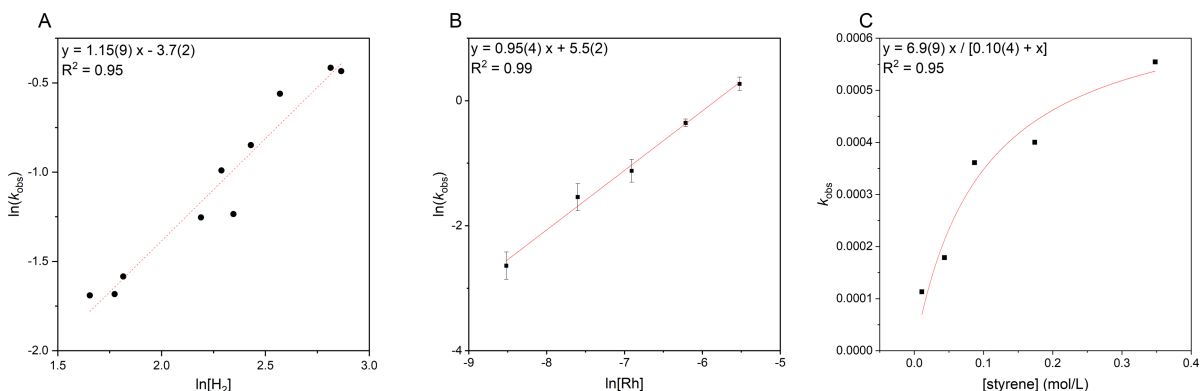 A
y = 1.15(9) x - 3.7(2)
R² = 0.95
-0.5
-1.0
-1.5
-2.0
1.5
2.0
2.5
3.0
ln(k_obs)
ln[H₂]
B
y = 0.95(4) x + 5.5(2)
R² = 0.99
0
-2
-4
-9
-8
-7
-6
-5
ln(k_obs)
ln[Rh]
C
y = 6.9(9) x / [0.10(4) + x]
R² = 0.95
0.0006
0.0005
0.0004
0.0003
0.0002
0.0001
0.0000
0.0
0.1
0.2
0.3
0.4
k_obs
[styrene] (mol/L)